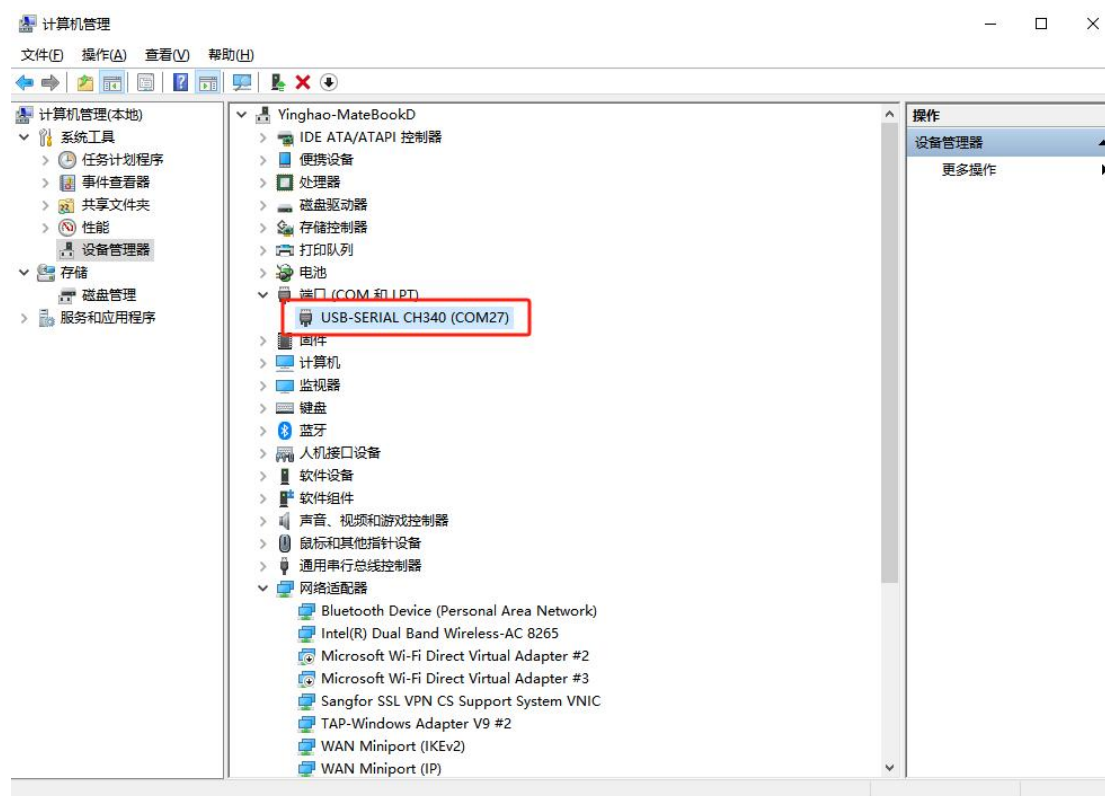 计算机管理
文件(F) 操作(A) 查看(V) 帮助(H)
计算机管理(本地)
系统工具
任务计划程序
事件查看器
共享文件夹
性能
设备管理器
存储
磁盘管理
服务和应用程序
Yinghao-MateBookD
IDE ATA/ATAPI 控制器
便携设备
处理器
磁盘驱动器
存储控制器
打印队列
电池
端口 (COM 和 LPT)
USB-SERIAL CH340 (COM27)
固件
计算机
监视器
键盘
蓝牙
人机接口设备
软件设备
软件组件
声音、视频和游戏控制器
鼠标和其他指针设备
通用串行总线控制器
网络适配器
Bluetooth Device (Personal Area Network)
Intel(R) Dual Band Wireless-AC 8265
Microsoft Wi-Fi Direct Virtual Adapter #2
Microsoft Wi-Fi Direct Virtual Adapter #3
Sangfor SSL VPN CS Support System VNIC
TAP-Windows Adapter V9 #2
WAN Miniport (IKEv2)
WAN Miniport (IP)
操作
设备管理器
更多操作